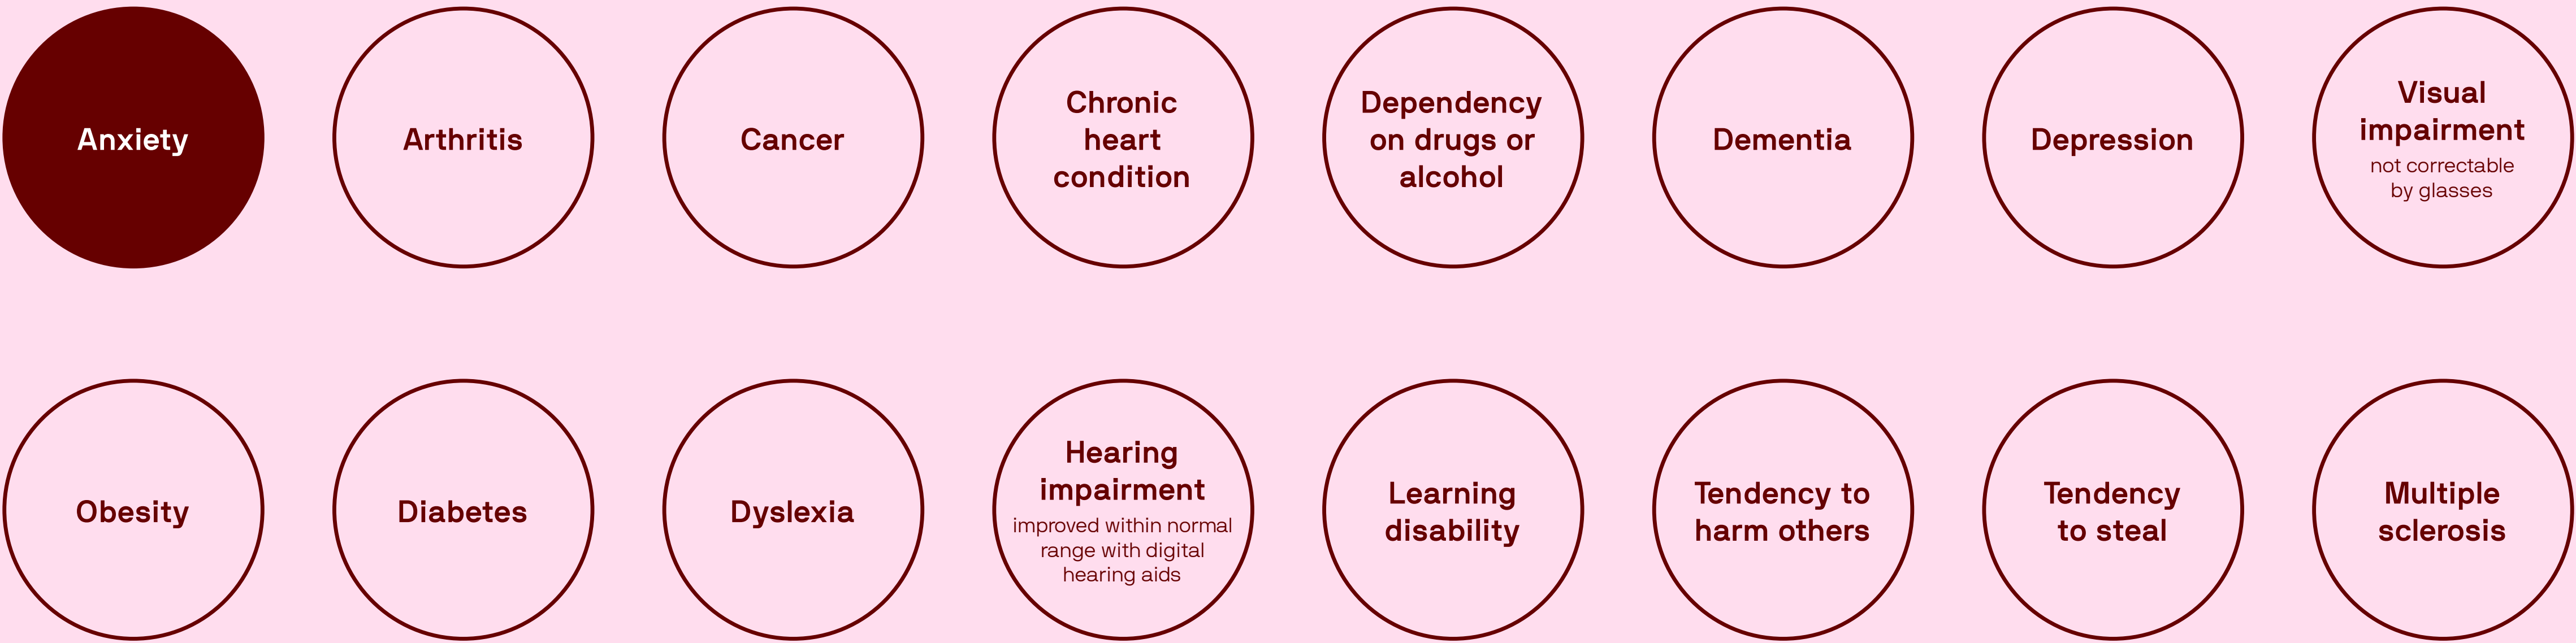 Anxiety
Arthritis
Cancer
Chronic
heart
condition
Dependency
on drugs or
alcohol
Dementia
Depression
Visual
impairment
not correctable
by glasses
Obesity
Diabetes
Dyslexia
Hearing
impairment
improved within normal
range with digital
hearing aids
Learning
disability
Tendency to
harm others
Tendency
to steal
Multiple
sclerosis